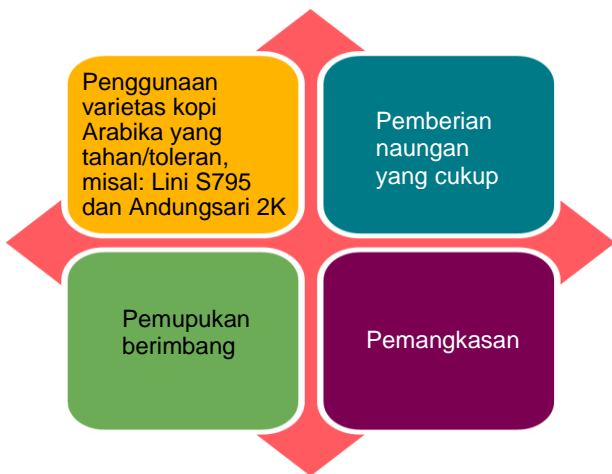 Penggunaan
varietas kopi
Arabika yang
tahan/toleran,
misal: Lini S795
dan Andungsari 2K
Pemberian
naungan
yang cukup
Pemupukan
berimbang
Pemangkasan